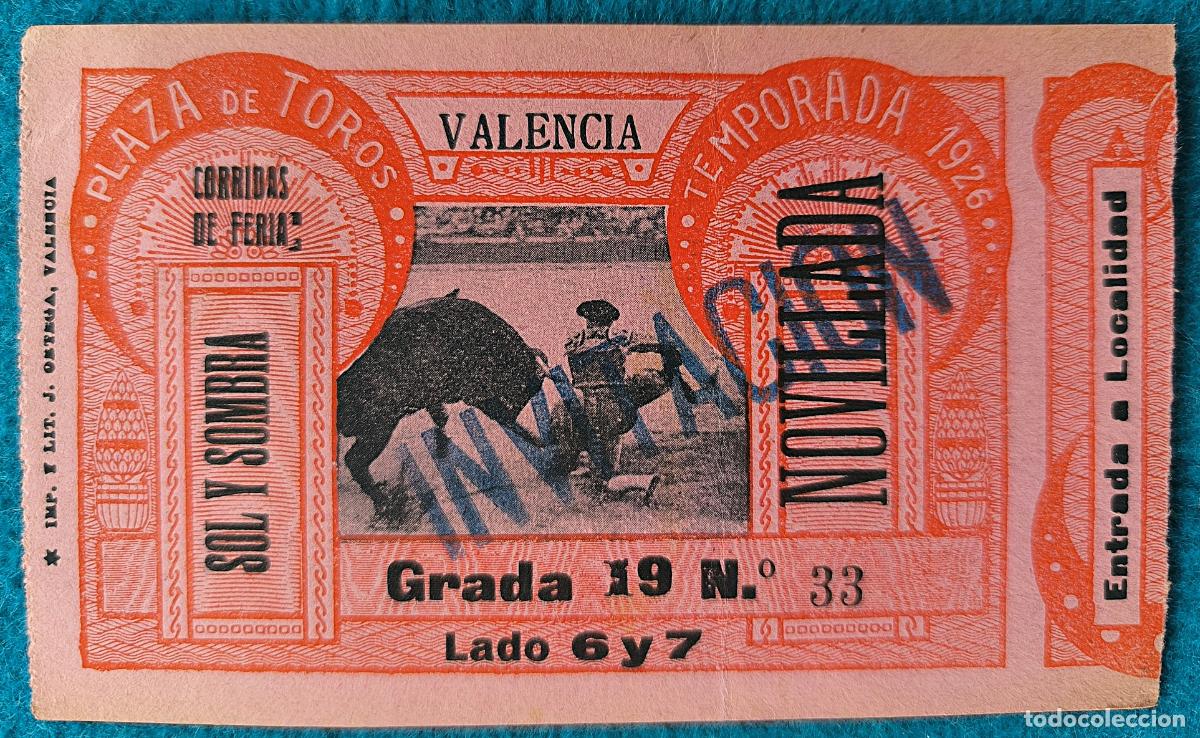 PLAZA DE TOROS
VALENCIA
TEMPORADA 1926
CORRIDAS
DE FERIA
SOL Y SOMBRA
NOVILLADA
INVITACION
Grada 19 N.º 33
Lado 6 y 7
Entrada a Localidad
★ IMP. Y LIT. J. ORTEGA, VALENCIA
todocoleccion